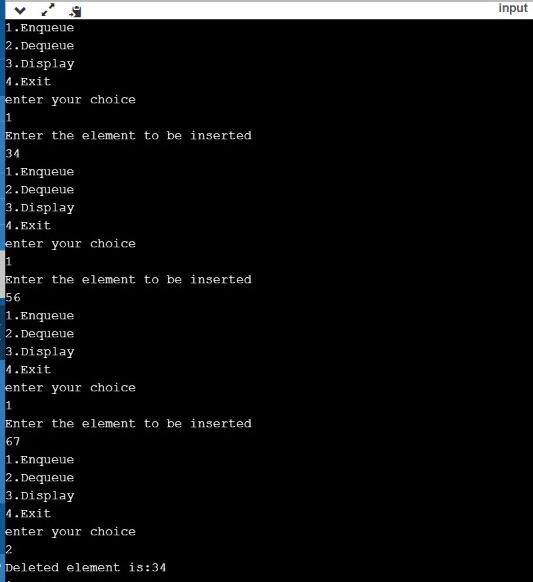 input
1.Enqueue
2.Dequeue
3.Display
4.Exit
enter your choice
1
Enter the element to be inserted
34
1.Enqueue
2.Dequeue
3.Display
4.Exit
enter your choice
1
Enter the element to be inserted
56
1.Enqueue
2.Dequeue
3.Display
4.Exit
enter your choice
1
Enter the element to be inserted
67
1.Enqueue
2.Dequeue
3.Display
4.Exit
enter your choice
2
Deleted element is:34